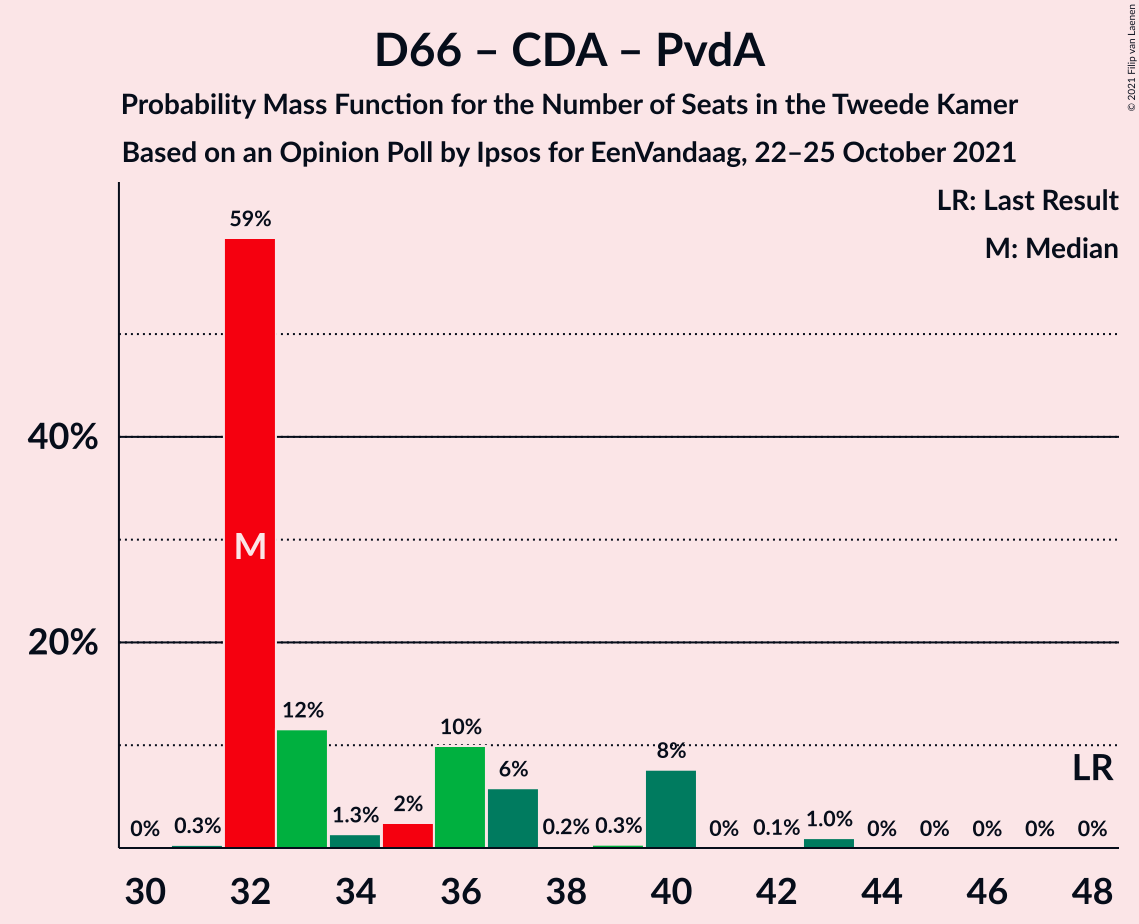 D66 – CDA – PvdA
Probability Mass Function for the Number of Seats in the Tweede Kamer
Based on an Opinion Poll by Ipsos for EenVandaag, 22–25 October 2021
© 2021 Filip van Laenen
LR: Last Result
M: Median
59%
40%
M
20%
12%
10%
8%
LR
6%
2%
1.3%
1.0%
0%
0.3%
0.2%
0.3%
0%
0.1%
0%
0%
0%
0%
0%
30 32 34 36 38 40 42 44 46 48